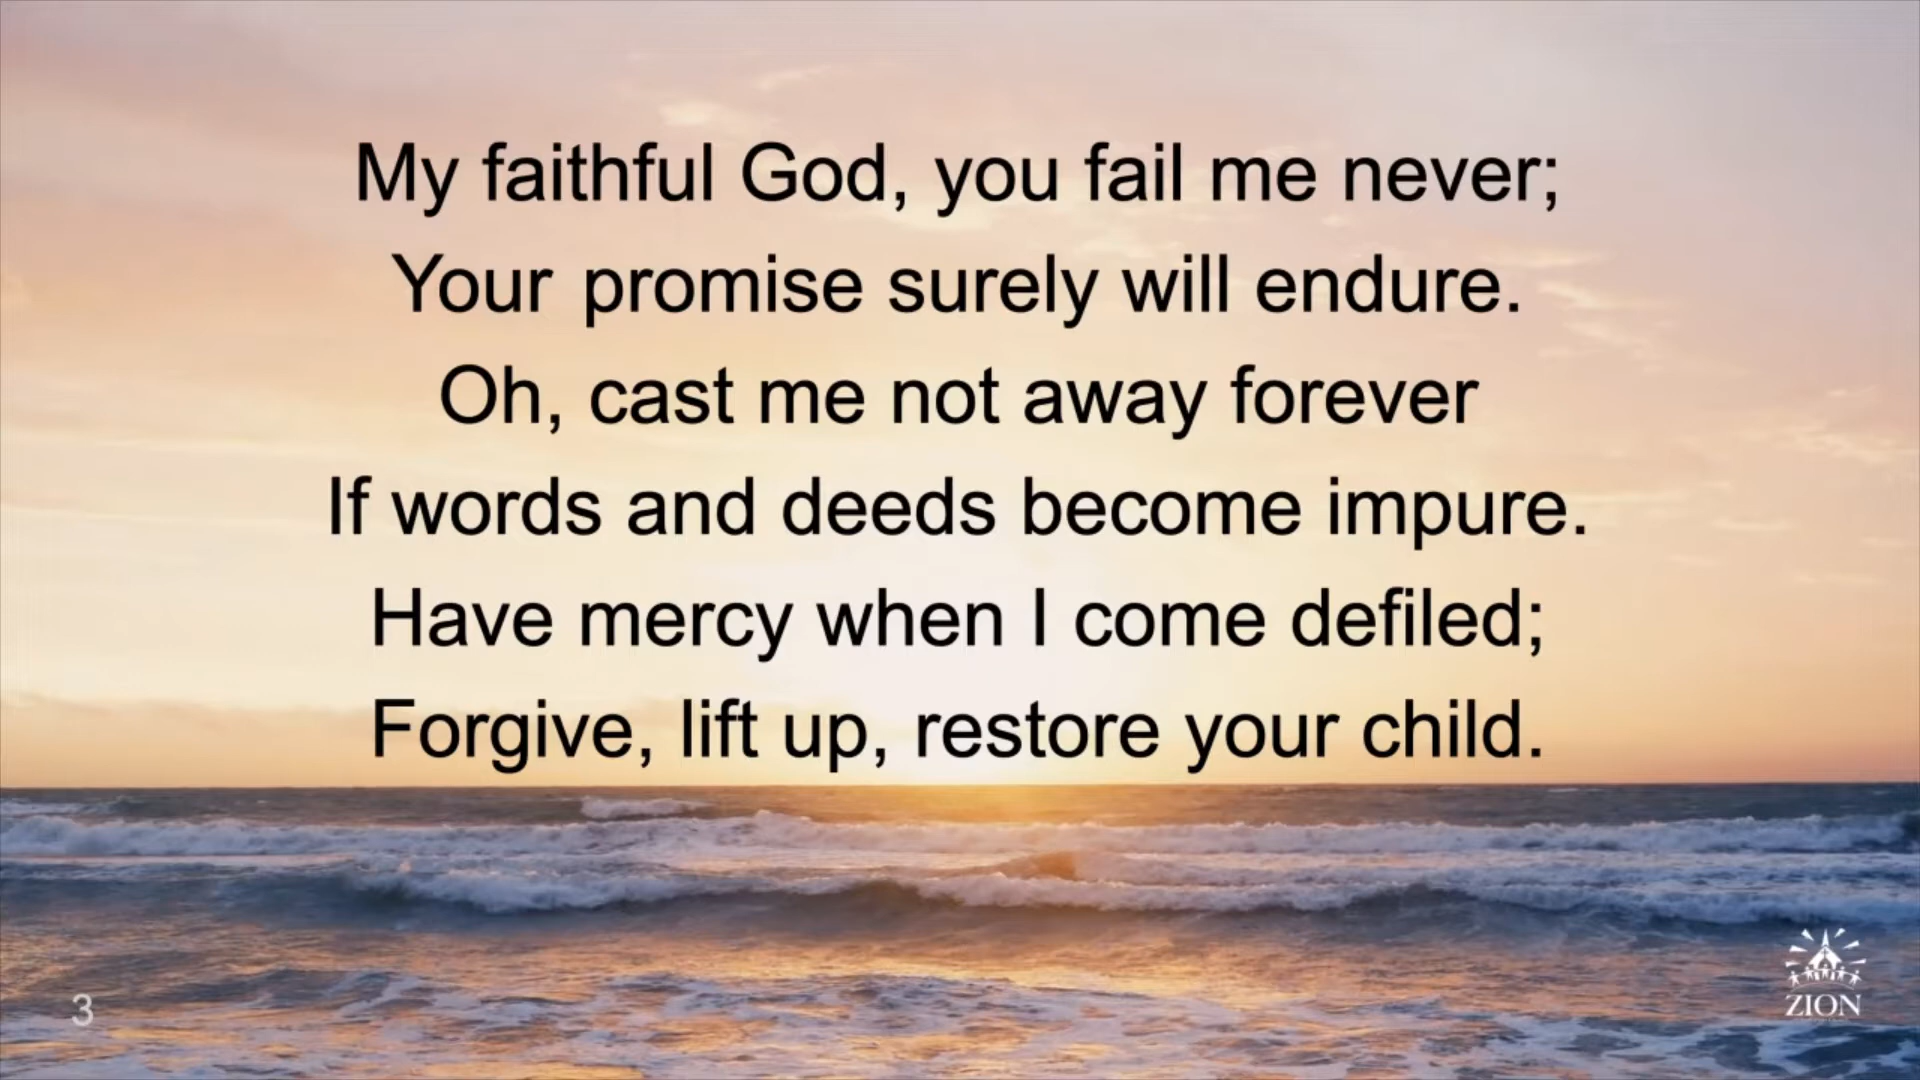 My faithful God, you fail me never;
Your promise surely will endure.
Oh, cast me not away forever
If words and deeds become impure.
Have mercy when I come defiled;
Forgive, lift up, restore your child.
3
ZION